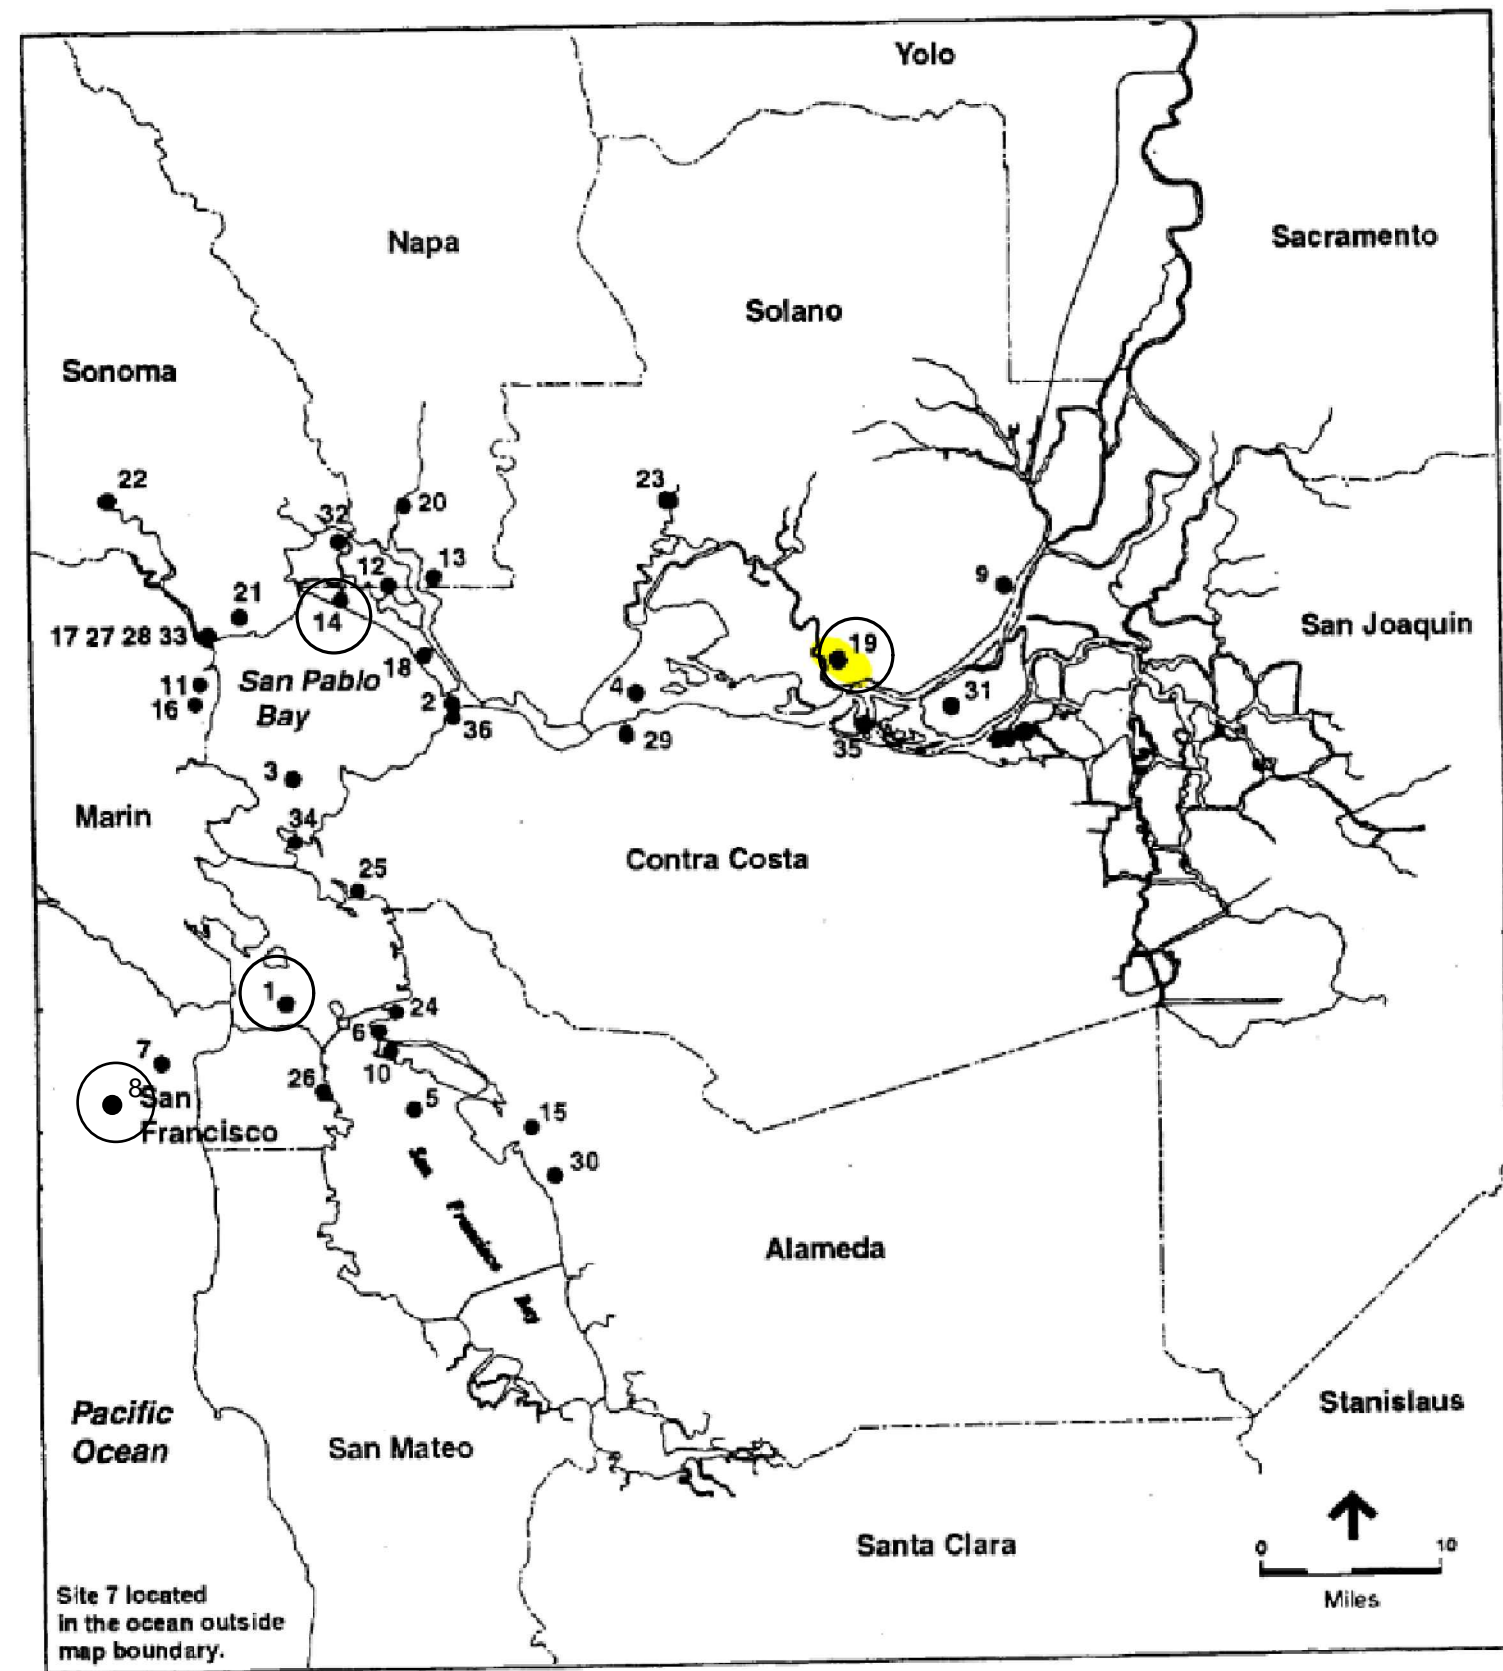 Yolo
Napa
Sacramento
Solano
Sonoma
22
23
20
32
13
12
9
21
14
17 27 28 33
19
San Joaquin
18
11
San Pablo
Bay
4
31
16
2
36
29
35
3
Marin
34
Contra Costa
25
1
24
6
7
10
26
8
San
Francisco
5
15
30
San
Francisco
Bay
Alameda
Pacific
Ocean
Stanislaus
San Mateo
Santa Clara
0 10
Miles
Site 7 located
in the ocean outside
map boundary.